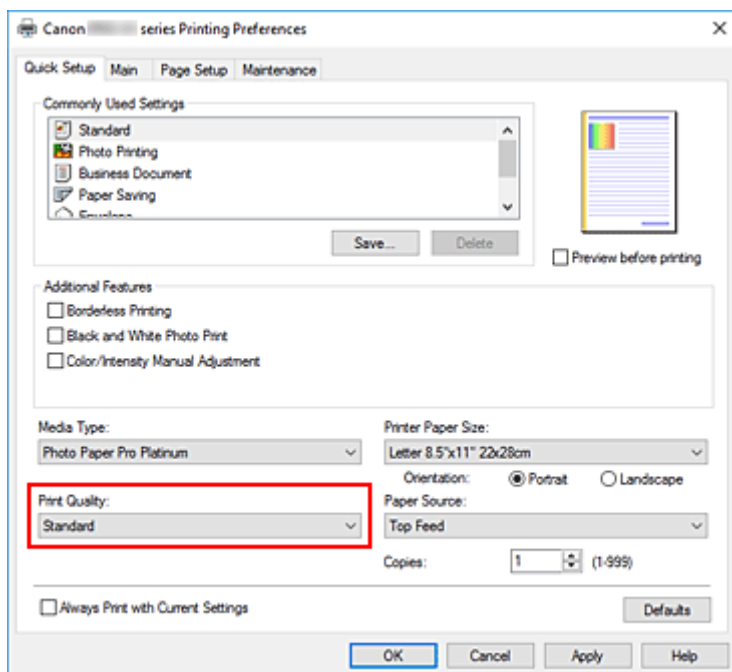 Canon series Printing Preferences
Quick Setup Main Page Setup Maintenance
Commonly Used Settings
Standard
Photo Printing
Business Document
Paper Saving
Save... Delete
Preview before printing
Additional Features
Borderless Printing
Black and White Photo Print
Color/Intensity Manual Adjustment
Media Type: Printer Paper Size:
Photo Paper Pro Platinum Letter 8.5"x11" 22x28cm
Orientation: Portrait Landscape
Print Quality: Paper Source:
Standard Top Feed
Copies: 1 (1-999)
Always Print with Current Settings Defaults
OK Cancel Apply Help